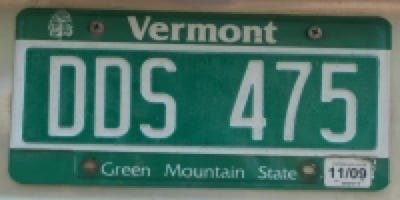 Vermont
DDS 475
Green Mountain State 11/09